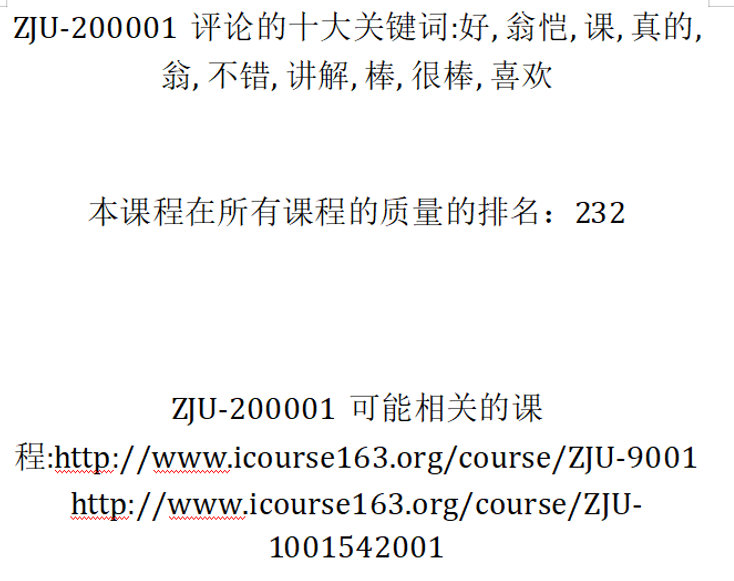 ZJU-200001 评论的十大关键词:好,翁恺,课,真的,
翁,不错,讲解,棒,很棒,喜欢
本课程在所有课程的质量的排名：232
ZJU-200001 可能相关的课
程:http://www.icourse163.org/course/ZJU-9001
http://www.icourse163.org/course/ZJU-
1001542001